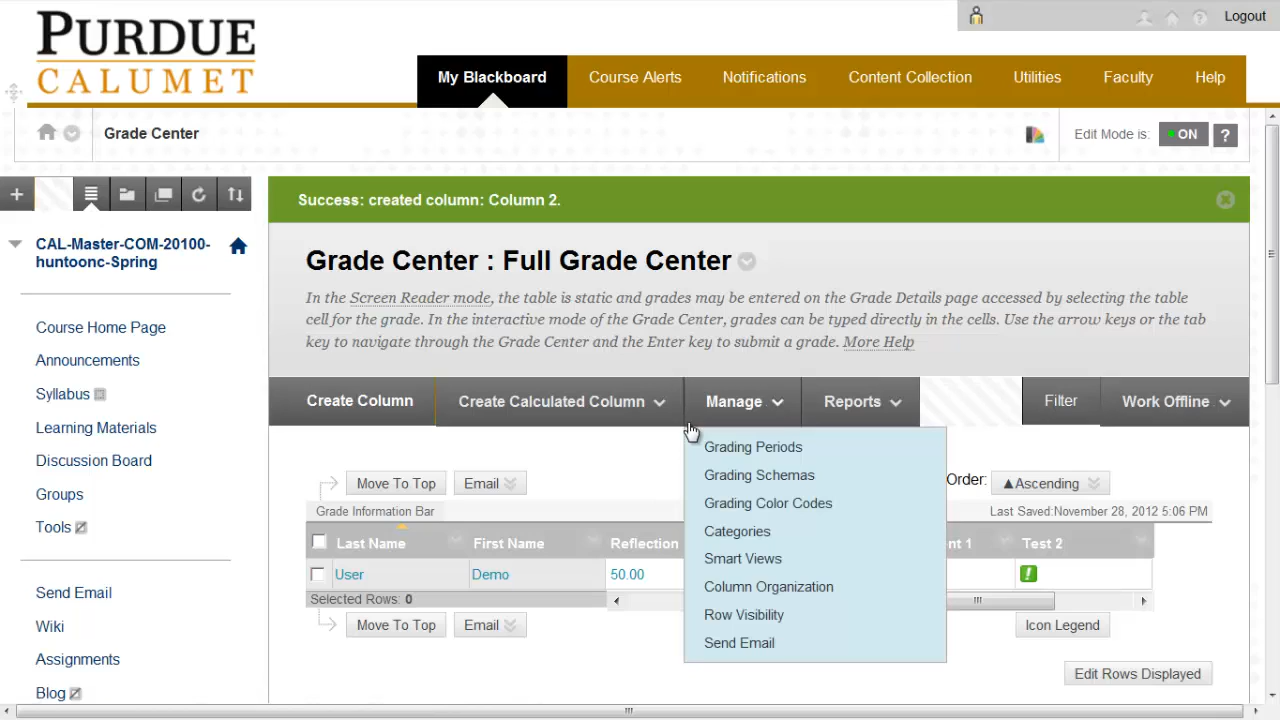 PURDUE
CALUMET
Logout
My Blackboard
Course Alerts
Notifications
Content Collection
Utilities
Faculty
Help
Grade Center
Edit Mode is:
ON
?
CAL-Master-COM-20100-
huntoonc-Spring
Course Home Page
Announcements
Syllabus
Learning Materials
Discussion Board
Groups
Tools
Send Email
Wiki
Assignments
Blog
Success: created column: Column 2.
Grade Center : Full Grade Center
In the Screen Reader mode, the table is static and grades may be entered on the Grade Details page accessed by selecting the table
cell for the grade. In the interactive mode of the Grade Center, grades can be typed directly in the cells. Use the arrow keys or the tab
key to navigate through the Grade Center and the Enter key to submit a grade. More Help
Create Column
Create Calculated Column
Manage
Reports
Filter
Work Offline
Grading Periods
Grading Schemas
Grading Color Codes
Categories
Smart Views
Column Organization
Row Visibility
Send Email
Move To Top
Email
Order:
Ascending
Grade Information Bar
Last Saved:November 28, 2012 5:06 PM
Last Name
First Name
Reflection
nt 1
Test 2
User
Demo
50.00
Selected Rows: 0
Move To Top
Email
Icon Legend
Edit Rows Displayed